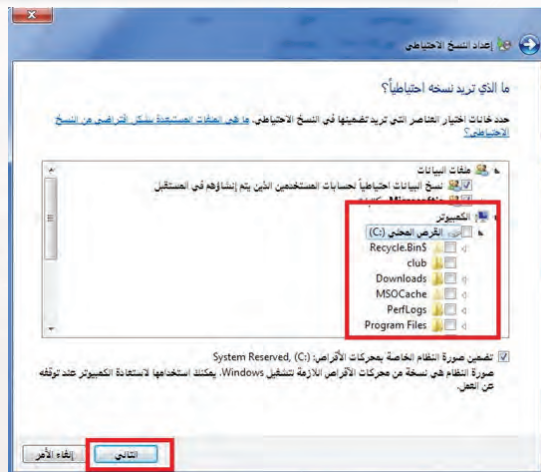 إعداد النسخ الاحتياطي
ما الذي تريد نسخه احتياطياً؟
حدد خانات اختيار العناصر التي تريد تضمينها في النسخ الاحتياطي. ما هي الملفات المستبعدة بشكل افتراضي من النسخ
الاحتياطي؟
ملفات البيانات
نسخ البيانات احتياطياً لحسابات المستخدمين الذين يتم إنشاؤهم في المستقبل
الكمبيوتر
القرص المحلي (C:)
Recycle.Bin$
club
Downloads
MSOCache
PerfLogs
Program Files
تضمين صورة النظام الخاصة بمحركات الأقراص: System Reserved, (C:)
صورة النظام هي نسخة من محركات الأقراص اللازمة لتشغيل Windows. يمكنك استخدامها لاستعادة الكمبيوتر عند توقفه
عن العمل.
التالي
إلغاء الأمر